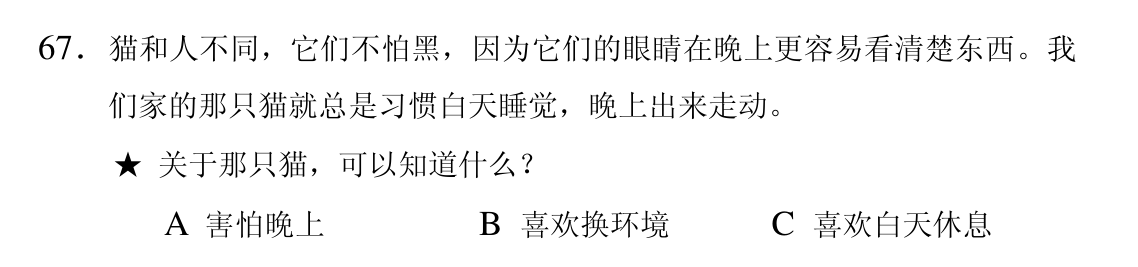 67．猫和人不同，它们不怕黑，因为它们的眼睛在晚上更容易看清楚东西。我
们家的那只猫就总是习惯白天睡觉，晚上出来走动。
★ 关于那只猫，可以知道什么？
A 害怕晚上 B 喜欢换环境 C 喜欢白天休息